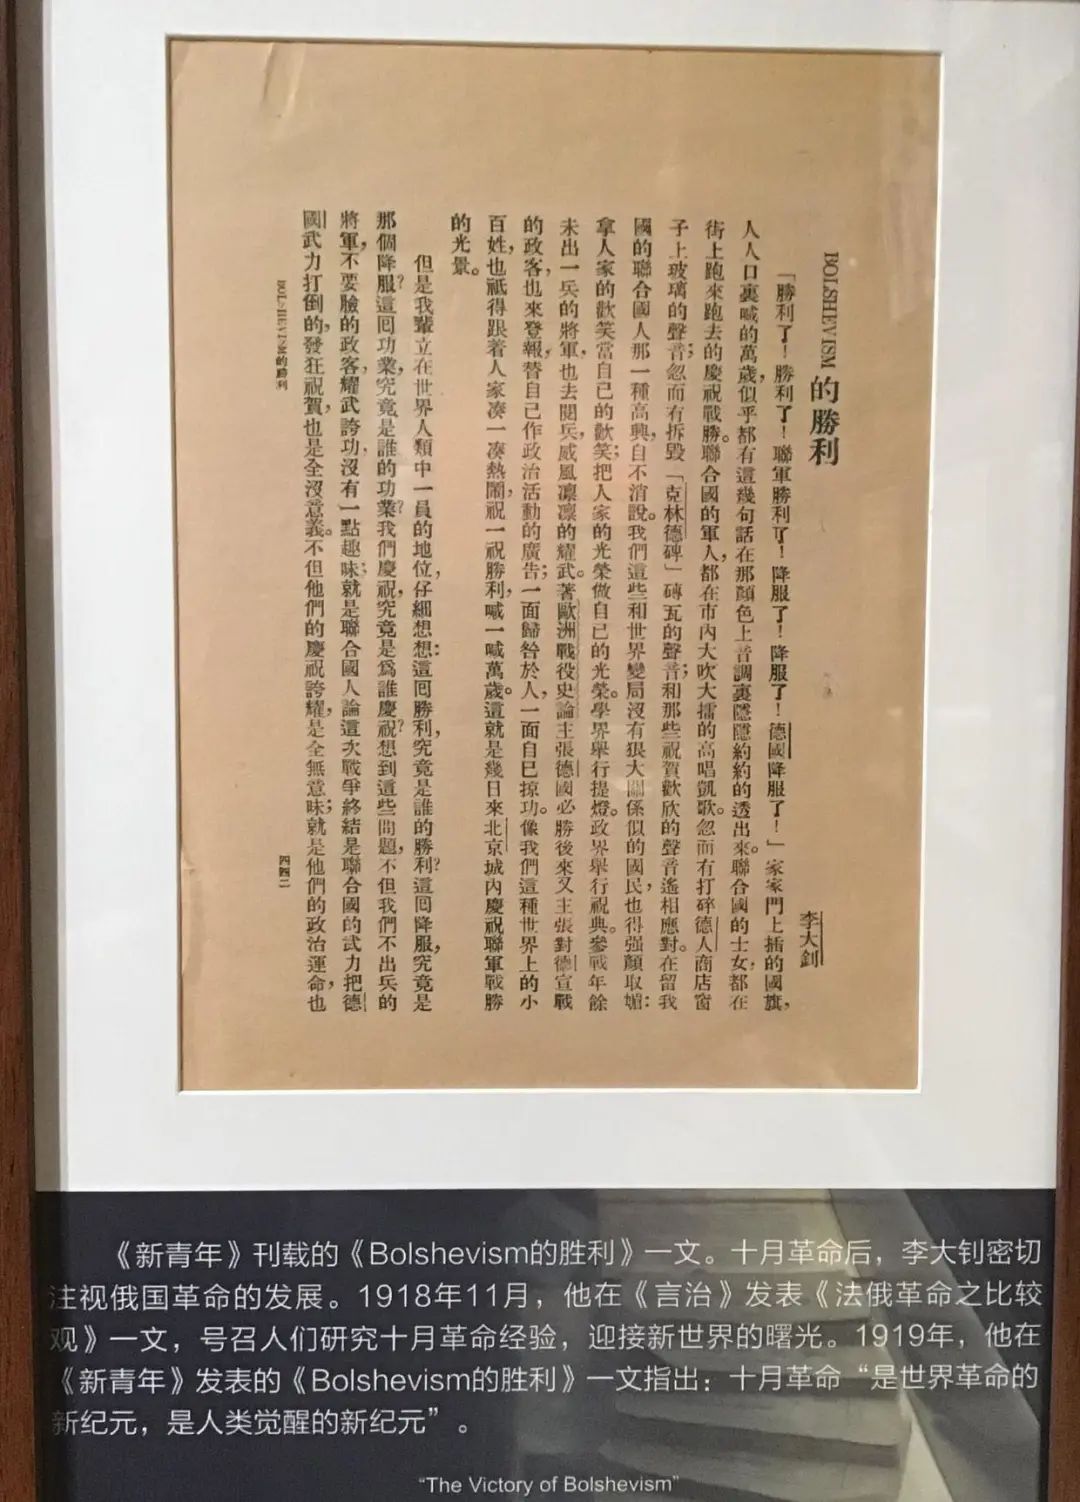 BOLSHEVISM的勝利
李大釗
「勝利了！勝利了！聯軍勝利了！降服了！降服了！德國降服了！」家家門上插的國旗，
人人口裏喊的萬歲，似乎都有這幾句話在那顏色上音調裏隱隱約約的透出來。聯合國的士女，都在
街上跑來跑去的慶祝戰勝。聯合國的軍人，都在市內大吹大擂的高唱凱歌。忽而有打碎德人商店窗
子上玻璃的聲音；忽而有拆毀「克林德碑」磚瓦的聲音；和那些祝賀歡欣的聲音遙相應對。在留我
國的聯合國人那一種高興，自不消說。我們這些和世界變局沒有狠大關係似的國民，也得强顏取媚：
拿人家的歡笑當自己的歡笑；把人家的光榮做自己的光榮。學界舉行提燈。政界舉行祝典。參戰年餘
未出一兵的將軍，也去閱兵，威風凜凜的耀武。著歐洲戰役史論主張德國必勝後來又主張對德宣戰
的政客，也來登報，替自己作政治活動的廣告；一面歸咎於人，一面自己掠功。像我們這種世界上的小
百姓，也祇得跟着人家凑一凑熱鬧，祝一祝勝利，喊一喊萬歲。這就是幾日來北京城內慶祝聯軍戰勝
的光景。
但是我輩立在世界人類中一員的地位，仔細想想：這回勝利，究竟是誰的勝利？這回降服，究竟是
那個降服？這回功業，究竟是誰的功業？我們慶祝，究竟是爲誰慶祝？想到這些問題，不但我們不出兵的
將軍，不要臉的政客，耀武誇功，沒有一點趣味；就是聯合國人論這次戰爭終結是聯合國的武力把德
國武力打倒的，發狂祝賀，也是全沒意義。不但他們的慶祝誇耀，是全無意味；就是他們的政治運命，也
BOLSHEVISM的勝利
四四二
《新青年》刊载的《Bolshevism的胜利》一文。十月革命后，李大钊密切
注视俄国革命的发展。1918年11月，他在《言治》发表《法俄革命之比较
观》一文，号召人们研究十月革命经验，迎接新世界的曙光。1919年，他在
《新青年》发表的《Bolshevism的胜利》一文指出：十月革命“是世界革命的
新纪元，是人类觉醒的新纪元”。
“The Victory of Bolshevism”